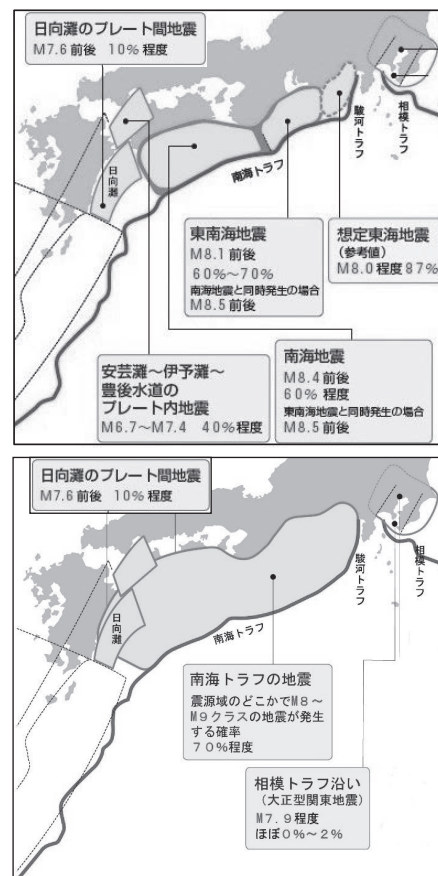 日向灘のプレート間地震
M7.6 前後 10% 程度
日向灘
南海トラフ
駿河トラフ
相模トラフ
東南海地震
M8.1 前後
60%～70%
南海地震と同時発生の場合
M8.5 前後
想定東海地震
(参考値)
M8.0 程度 87%
安芸灘～伊予灘～
豊後水道の
プレート内地震
M6.7～M7.4 40%程度
南海地震
M8.4 前後
60% 程度
東南海地震と同時発生の場合
M8.5 前後
日向灘のプレート間地震
M7.6 前後 10% 程度
日向灘
南海トラフ
駿河トラフ
相模トラフ
南海トラフの地震
震源域のどこかでM8～
M9クラスの地震が発生
する確率
70%程度
相模トラフ沿い
(大正型関東地震)
M7.9 程度
ほぼ0%～2%